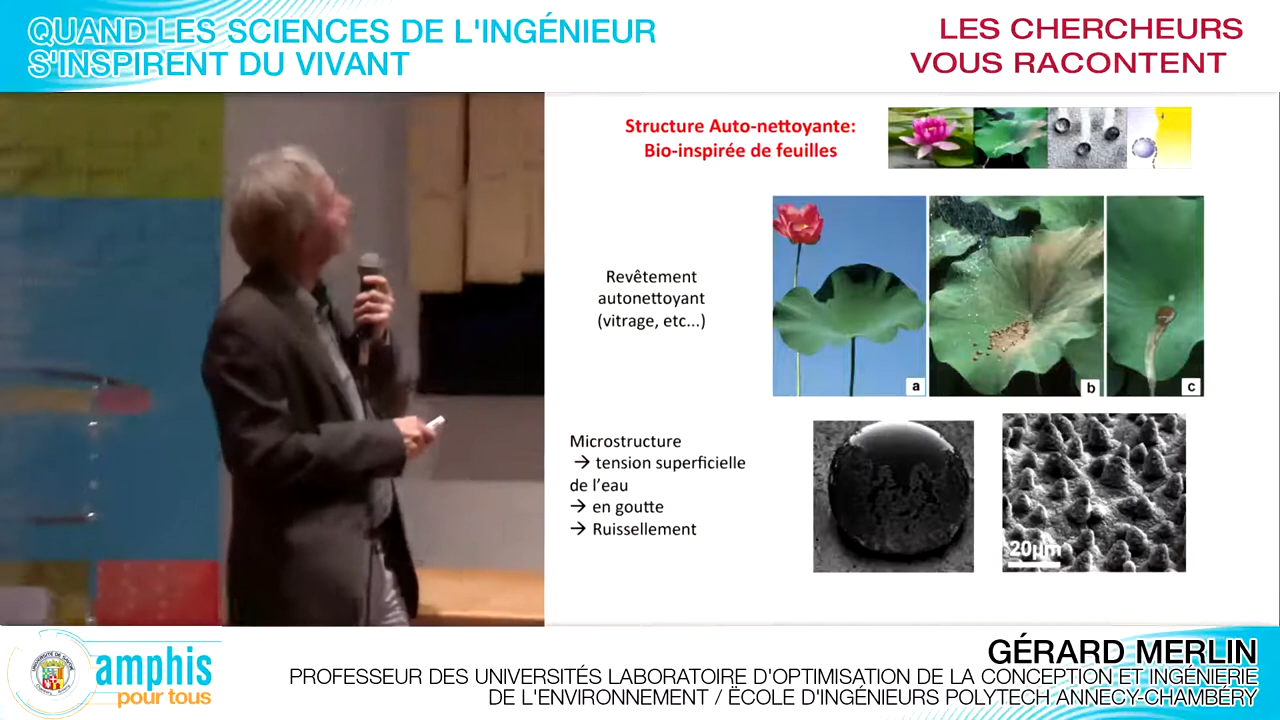 QUAND LES SCIENCES DE L'INGÉNIEUR
S'INSPIRENT DU VIVANT
LES CHERCHEURS
VOUS RACONTENT
Structure Auto-nettoyante:
Bio-inspirée de feuilles
Revêtement
autonettoyant
(vitrage, etc...)
a
b
c
Microstructure
→ tension superficielle
de l'eau
→ en goutte
→ Ruissellement
20µm
amphis
pour tous
GÉRARD MERLIN
PROFESSEUR DES UNIVERSITÉS LABORATOIRE D'OPTIMISATION DE LA CONCEPTION ET INGÉNIERIE
DE L'ENVIRONNEMENT / ËCOLE D'INGÉNIEURS POLYTECH ANNECY-CHAMBÉRY